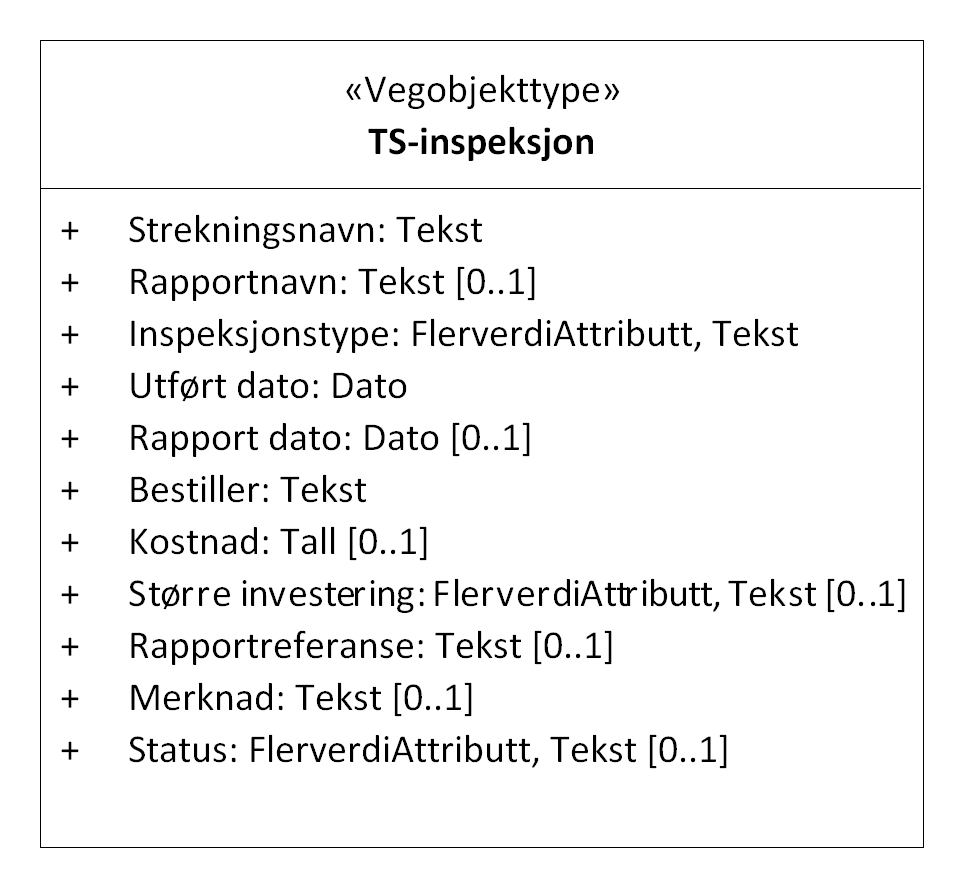 «Vegobjekttype»
TS-inspeksjon
+ Strekningsnavn: Tekst
+ Rapportnavn: Tekst [0..1]
+ Inspeksjonstype: FlerverdiAttributt, Tekst
+ Utført dato: Dato
+ Rapport dato: Dato [0..1]
+ Bestiller: Tekst
+ Kostnad: Tall [0..1]
+ Større investering: FlerverdiAttributt, Tekst [0..1]
+ Rapportreferanse: Tekst [0..1]
+ Merknad: Tekst [0..1]
+ Status: FlerverdiAttributt, Tekst [0..1]